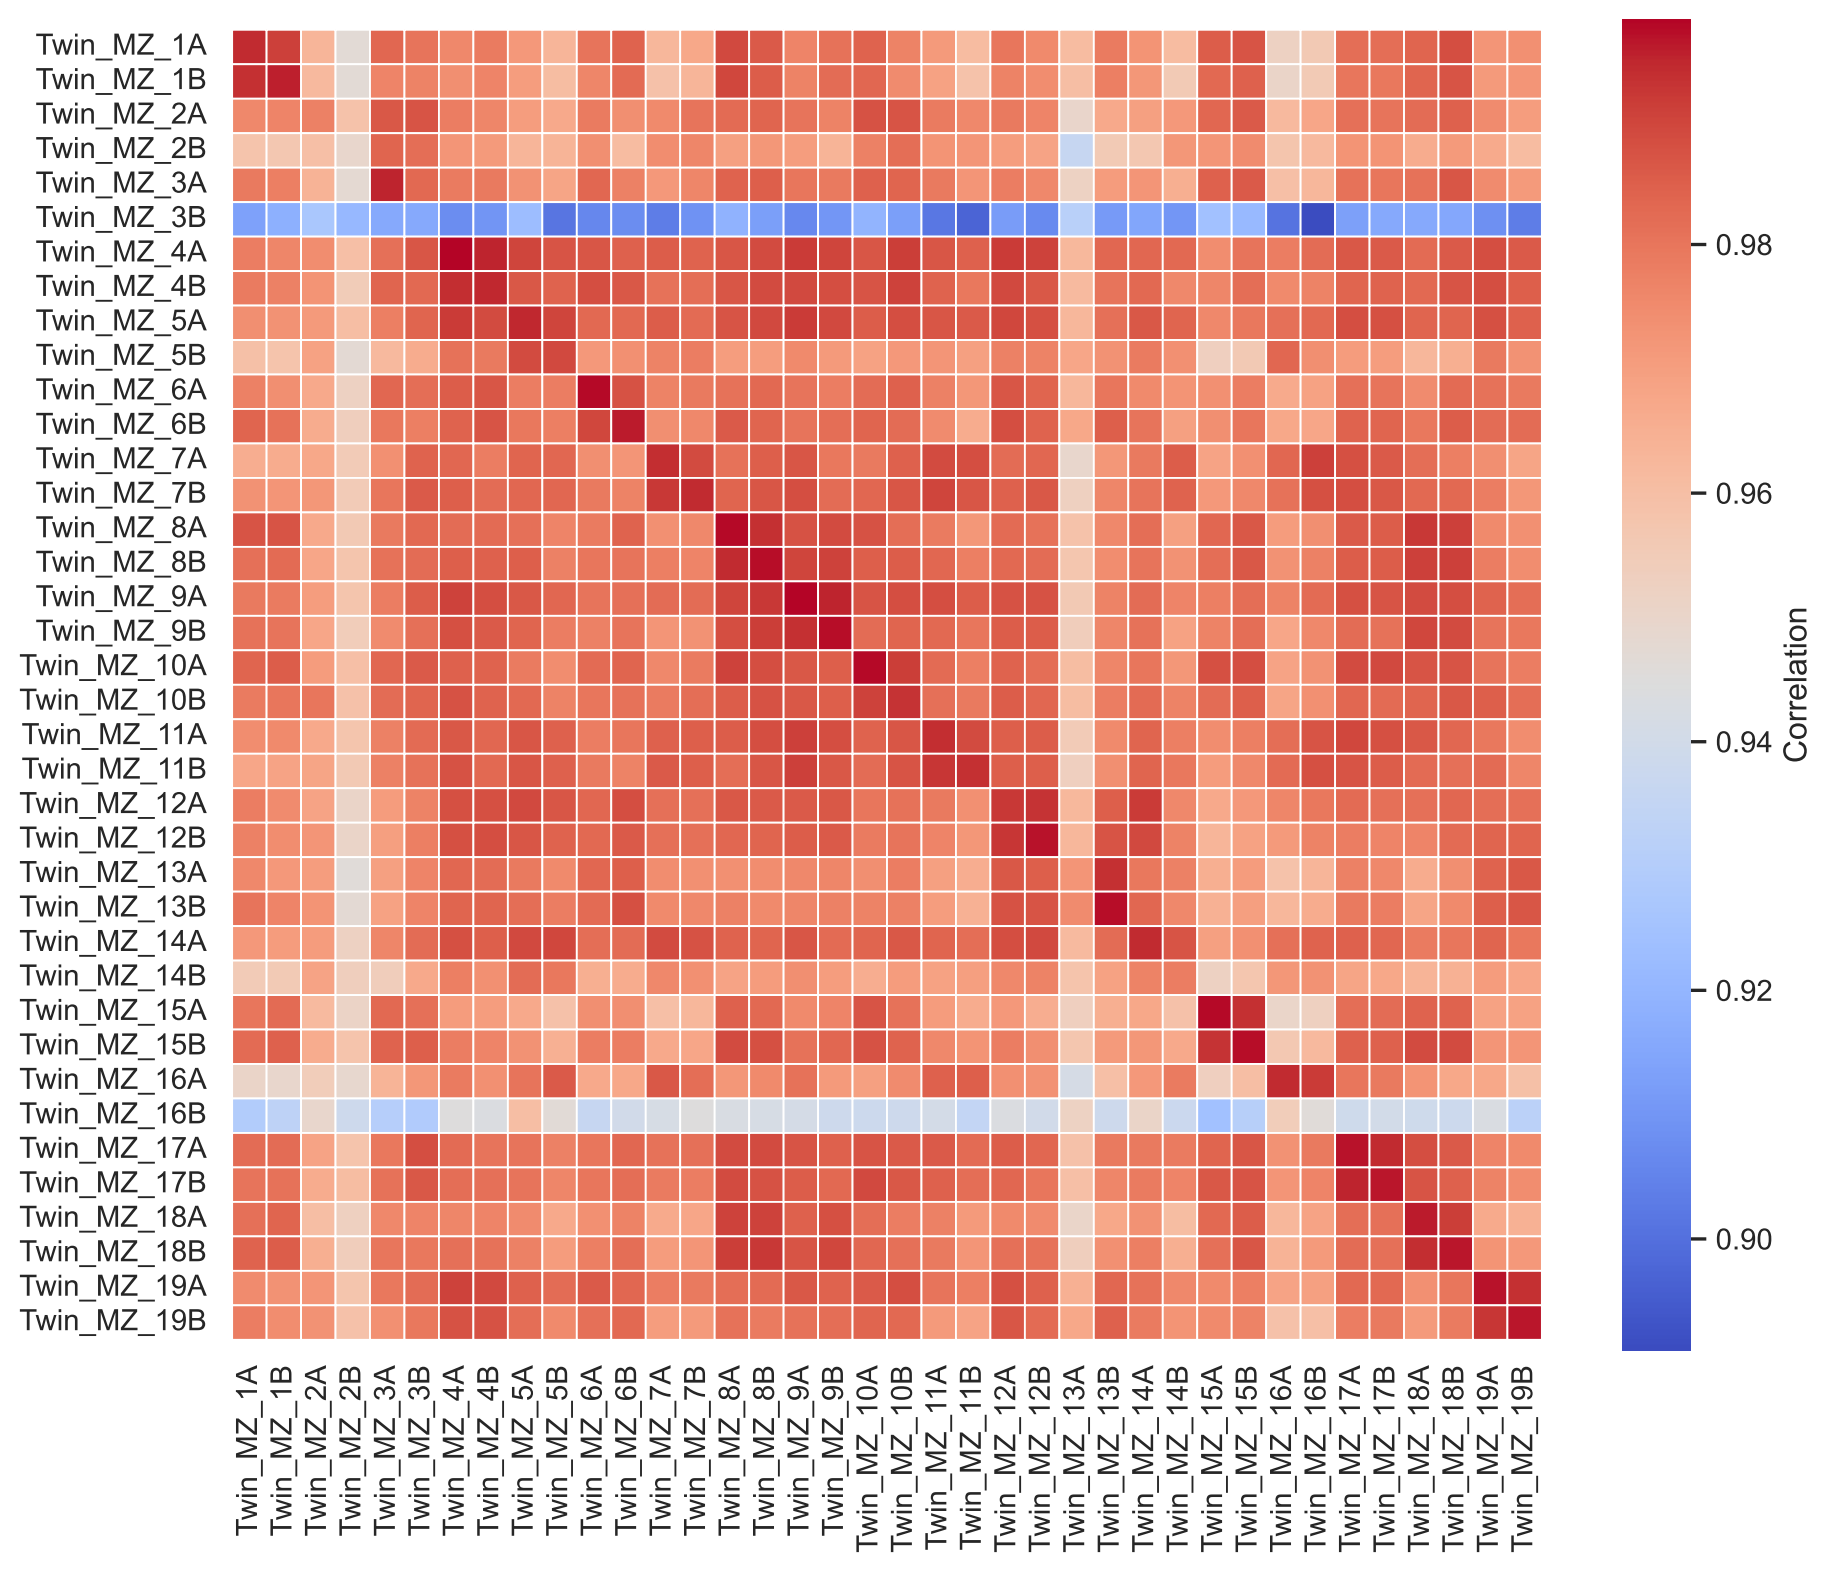 Twin_MZ_1A
Twin_MZ_1B
Twin_MZ_2A
Twin_MZ_2B
Twin_MZ_3A
Twin_MZ_3B
Twin_MZ_4A
Twin_MZ_4B
Twin_MZ_5A
Twin_MZ_5B
Twin_MZ_6A
Twin_MZ_6B
Twin_MZ_7A
Twin_MZ_7B
Twin_MZ_8A
Twin_MZ_8B
Twin_MZ_9A
Twin_MZ_9B
Twin_MZ_10A
Twin_MZ_10B
Twin_MZ_11A
Twin_MZ_11B
Twin_MZ_12A
Twin_MZ_12B
Twin_MZ_13A
Twin_MZ_13B
Twin_MZ_14A
Twin_MZ_14B
Twin_MZ_15A
Twin_MZ_15B
Twin_MZ_16A
Twin_MZ_16B
Twin_MZ_17A
Twin_MZ_17B
Twin_MZ_18A
Twin_MZ_18B
Twin_MZ_19A
Twin_MZ_19B
Twin_MZ_1A
Twin_MZ_1B
Twin_MZ_2A
Twin_MZ_2B
Twin_MZ_3A
Twin_MZ_3B
Twin_MZ_4A
Twin_MZ_4B
Twin_MZ_5A
Twin_MZ_5B
Twin_MZ_6A
Twin_MZ_6B
Twin_MZ_7A
Twin_MZ_7B
Twin_MZ_8A
Twin_MZ_8B
Twin_MZ_9A
Twin_MZ_9B
Twin_MZ_10A
Twin_MZ_10B
Twin_MZ_11A
Twin_MZ_11B
Twin_MZ_12A
Twin_MZ_12B
Twin_MZ_13A
Twin_MZ_13B
Twin_MZ_14A
Twin_MZ_14B
Twin_MZ_15A
Twin_MZ_15B
Twin_MZ_16A
Twin_MZ_16B
Twin_MZ_17A
Twin_MZ_17B
Twin_MZ_18A
Twin_MZ_18B
Twin_MZ_19A
Twin_MZ_19B
0.98
0.96
0.94
0.92
0.90
Correlation